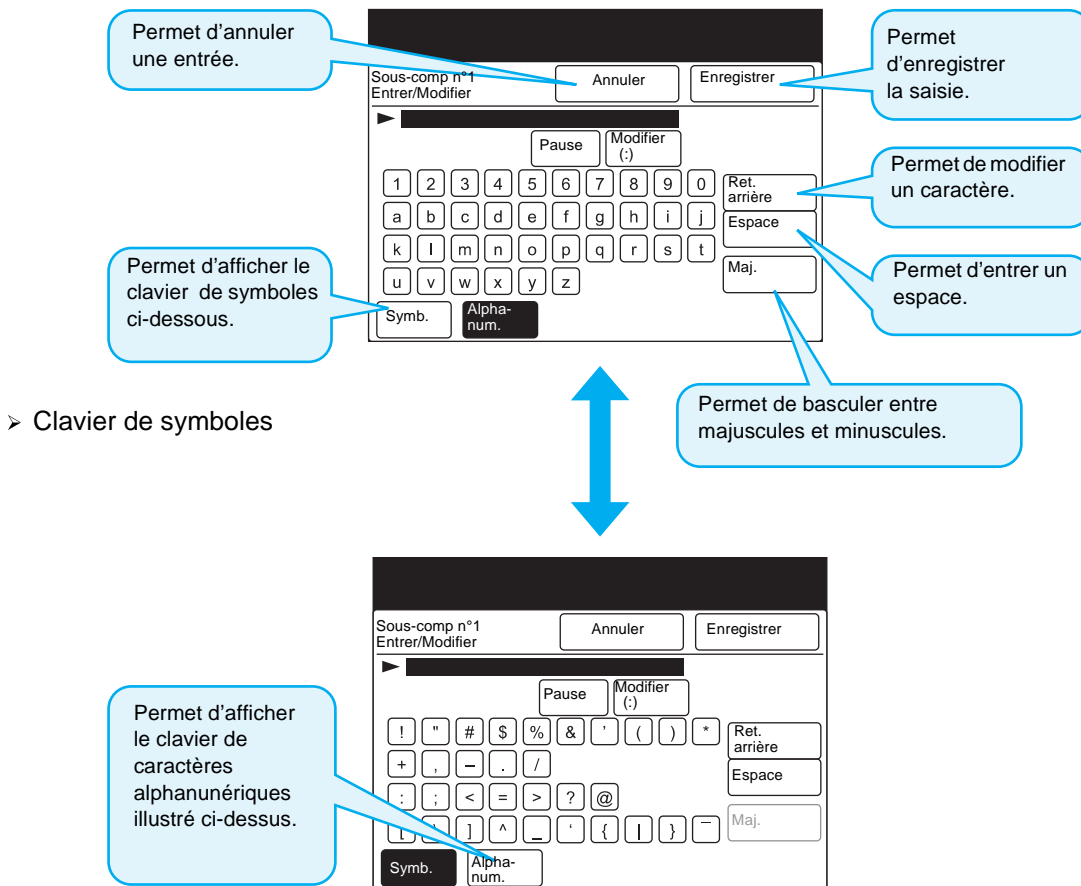 Permet d'annuler
une entrée.
Permet
d'enregistrer
la saisie.
Sous-comp n°1
Entrer/Modifier
Annuler
Enregistrer
Pause
Modifier
(:)
1 2 3 4 5 6 7 8 9 0
Ret.
arrière
Permet de modifier
un caractère.
a b c d e f g h i j
Espace
k l m n o p q r s t
Permet d'afficher le
clavier de symboles
ci-dessous.
u v w x y z
Maj.
Permet d'entrer un
espace.
Symb.
Alpha-
num.
Permet de basculer entre
majuscules et minuscules.
➢ Clavier de symboles
Sous-comp n°1
Entrer/Modifier
Annuler
Enregistrer
Pause
Modifier
(:)
Permet d'afficher
le clavier de
caractères
alphanunériques
illustré ci-dessus.
! " # $ % & ’ ( ) *
Ret.
arrière
+ , – . /
Espace
: ; < = > ? @
[ ] ^ _ ‘ { | } ¯
Maj.
Symb.
Alpha-
num.